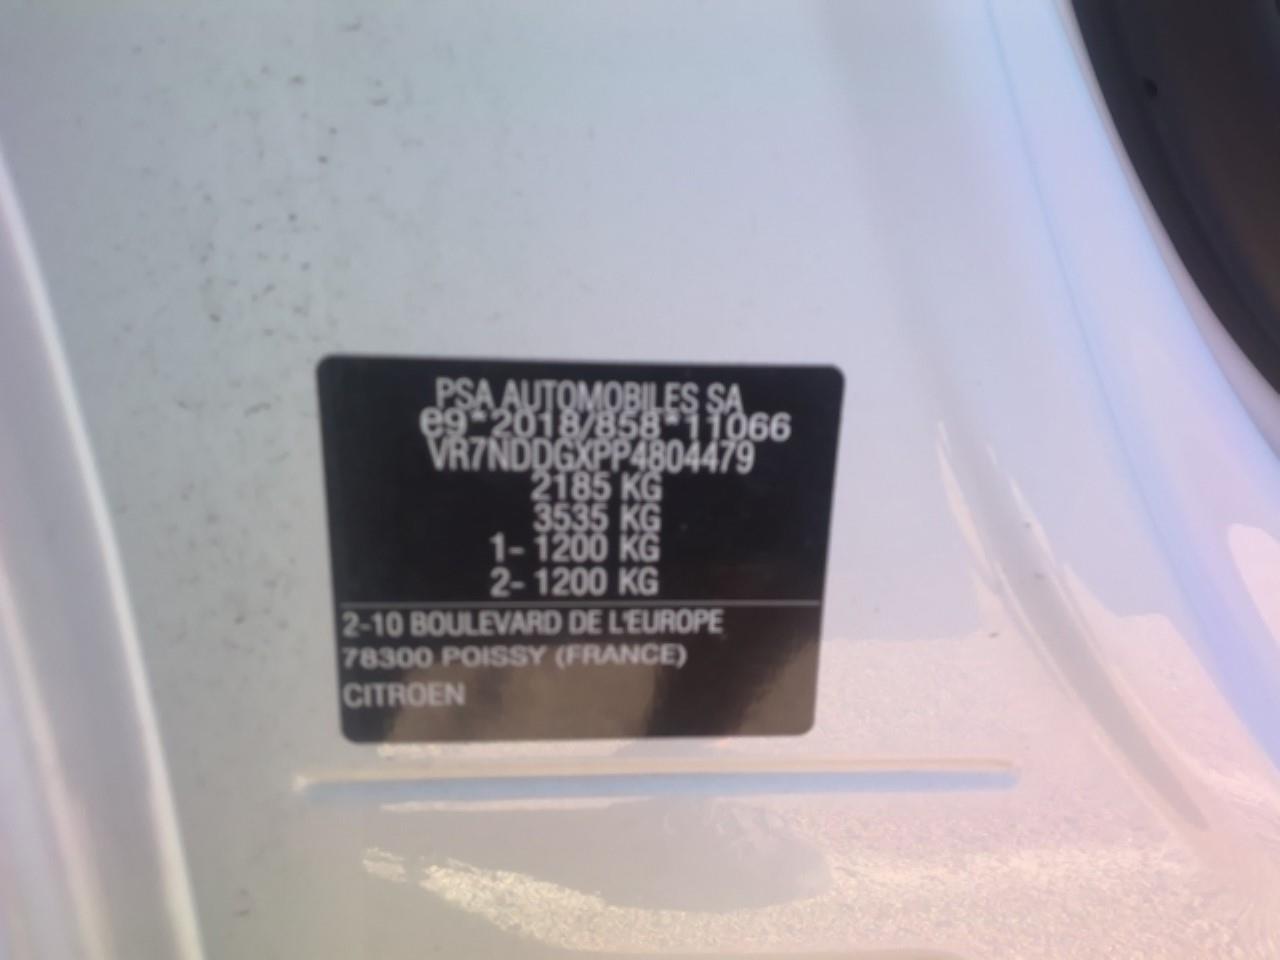 PSA AUTOMOBILES SA
e9*2018/858*11066
VR7NDDGXPP4804479
2185 KG
3535 KG
1- 1200 KG
2- 1200 KG
2-10 BOULEVARD DE L'EUROPE
78300 POISSY (FRANCE)
CITROEN